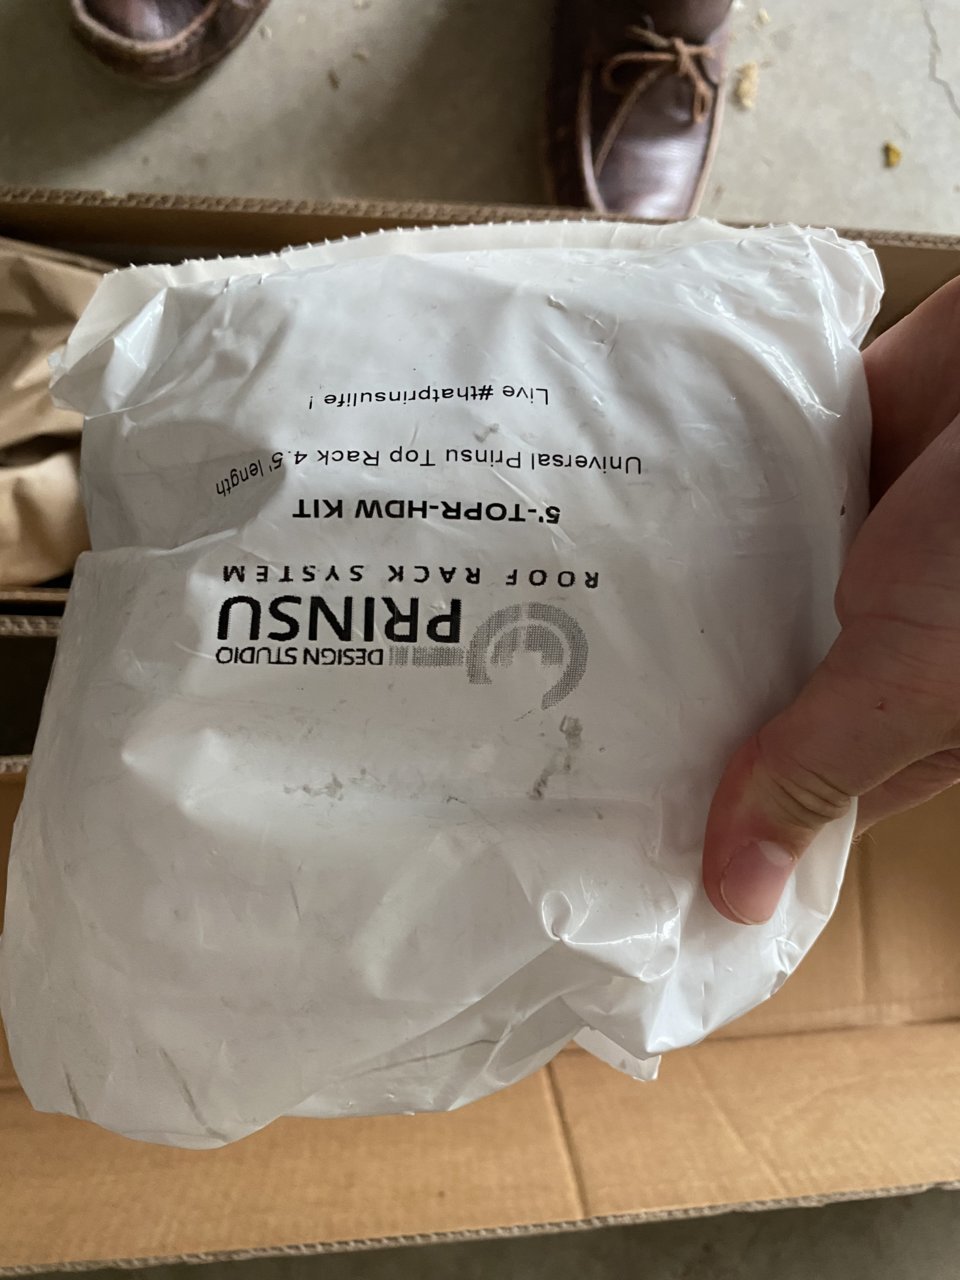 DESIGN STUDIO
PRINSU
ROOF RACK SYSTEM
5'-TOPR-HDW KIT
Universal Prinsu Top Rack 4.5' length
Live #thatprinsulife !